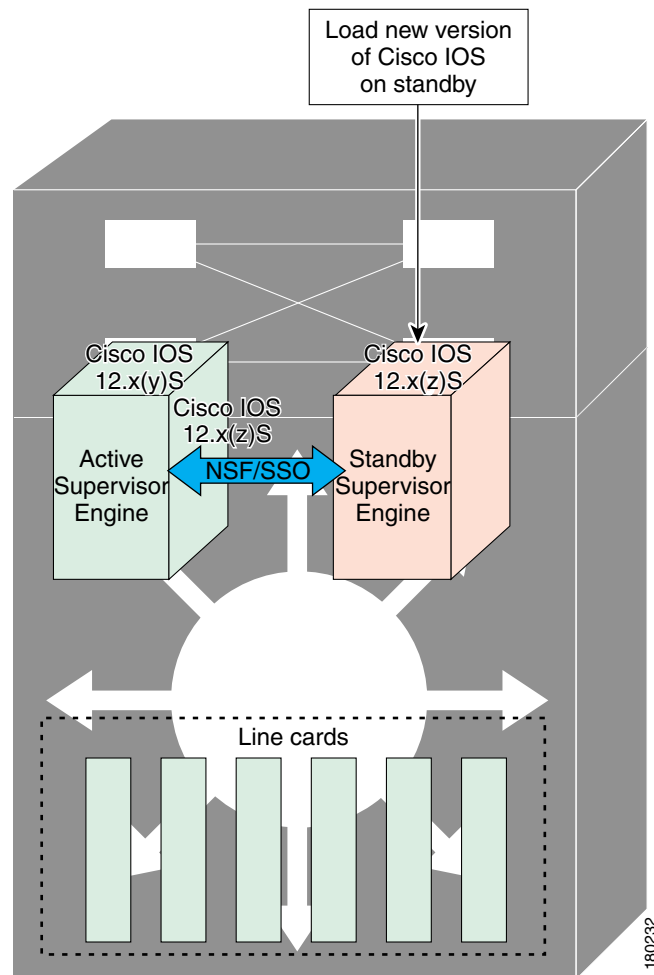 Load new version
of Cisco IOS
on standby
Cisco IOS
12.x(y)S
Cisco IOS
12.x(z)S
Cisco IOS
12.x(z)S
Active
Supervisor
Engine
NSF/SSO
Standby
Supervisor
Engine
Line cards
180232